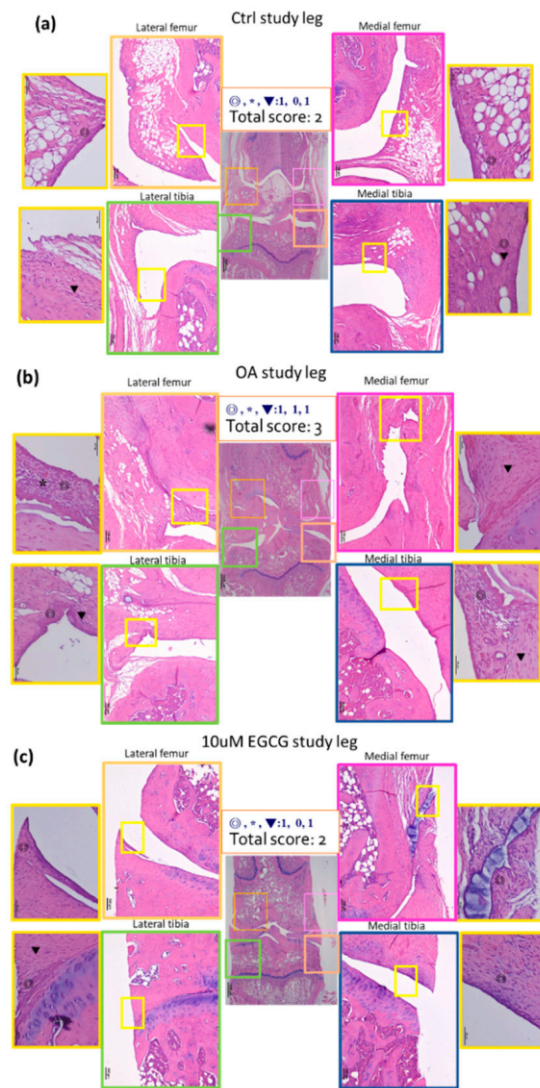 (a)
Ctrl study leg
Lateral femur
Medial femur
◎, *, ▼:1, 0, 1
Total score: 2
Lateral tibia
Medial tibia
(b)
OA study leg
Lateral femur
Medial femur
◎, *, ▼:1, 1, 1
Total score: 3
Lateral tibia
Medial tibia
(c)
10uM EGCG study leg
Lateral femur
Medial femur
◎, *, ▼:1, 0, 1
Total score: 2
Lateral tibia
Medial tibia